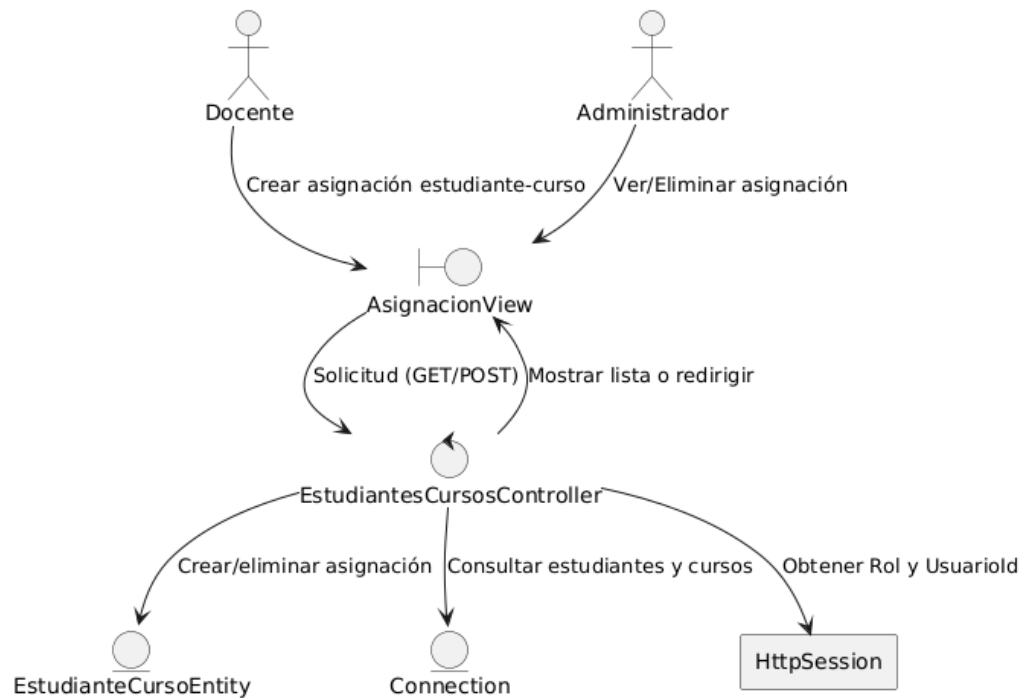 Docente
Administrador
Crear asignación estudiante-curso
Ver/Eliminar asignación
AsignacionView
Solicitud (GET/POST)
Mostrar lista o redirigir
EstudiantesCursosController
Crear/eliminar asignación
Consultar estudiantes y cursos
Obtener Rol y UsuarioId
EstudianteCursoEntity
Connection
HttpSession